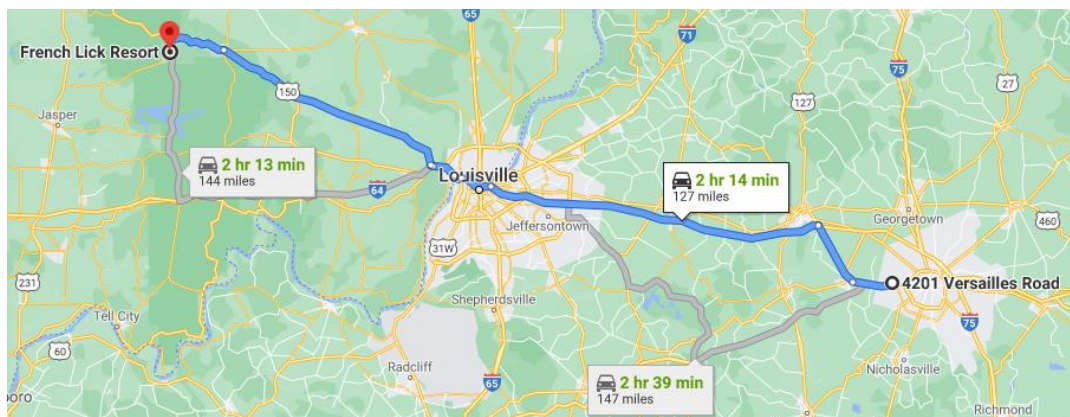 65
71
French Lick Resort
75
27
150
127
Jasper
2 hr 13 min
144 miles
Louisville
2 hr 14 min
127 miles
64
Georgetown
460
Jeffersontown
31W
64
231
4201 Versailles Road
Shepherdsville
Tell City
75
60
Radcliff
2 hr 39 min
147 miles
Nicholasville
65
oro
Richmond